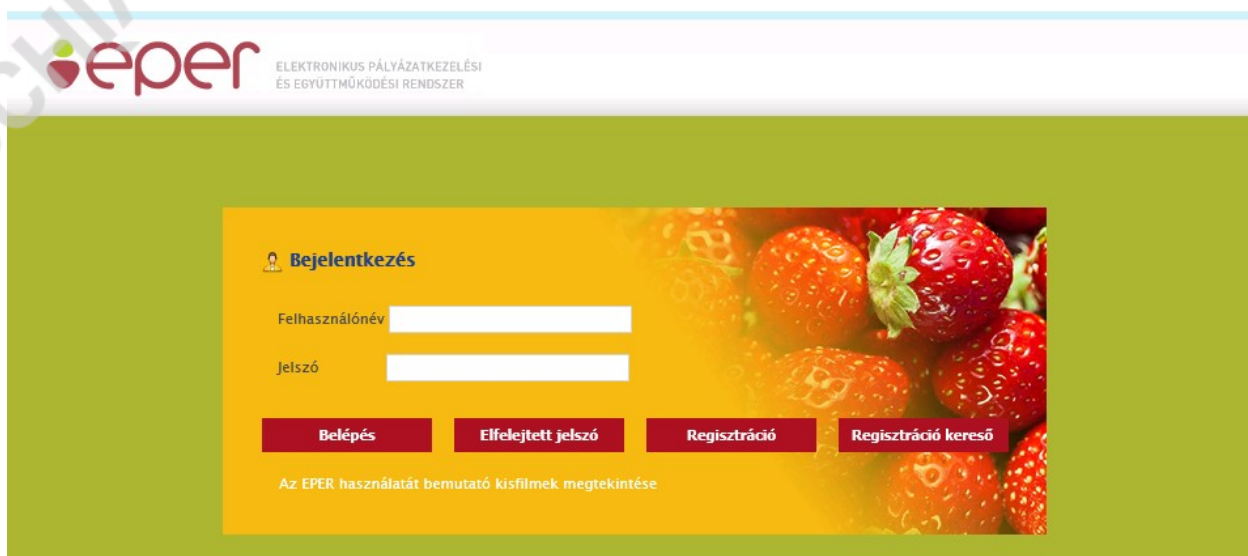 eper
ELEKTRONIKUS PÁLYÁZATKEZELÉSI
ÉS EGYÜTTMŰKÖDÉSI RENDSZER
Bejelentkezés
Felhasználónév
Jelszó
Belépés
Elfelejtett jelszó
Regisztráció
Regisztráció kereső
Az EPER használatát bemutató kisfilmek megtekintése